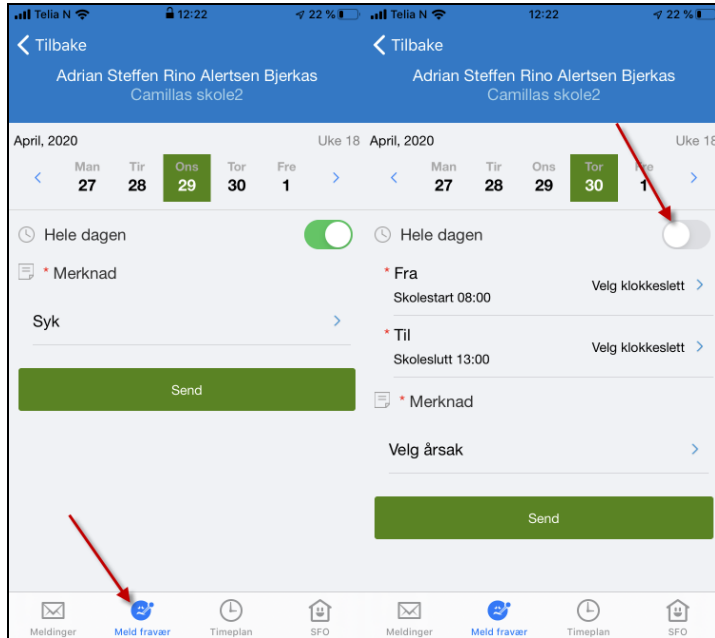 Telia N 12:22 22 %
Tilbake
Adrian Steffen Rino Alertsen Bjerkas
Camillas skole2
April, 2020 Uke 18
Man Tir Ons Tor Fre
27 28 29 30 1
Hele dagen
* Merknad
Syk
Send
Meldinger Meld fravær Timeplan SFO
Telia N 12:22 22 %
Tilbake
Adrian Steffen Rino Alertsen Bjerkas
Camillas skole2
April, 2020 Uke 18
Man Tir Ons Tor Fre
27 28 29 30 1
Hele dagen
* Fra
Skolestart 08:00 Velg klokkeslett
* Til
Skoleslutt 13:00 Velg klokkeslett
* Merknad
Velg årsak
Send
Meldinger Meld fravær Timeplan SFO